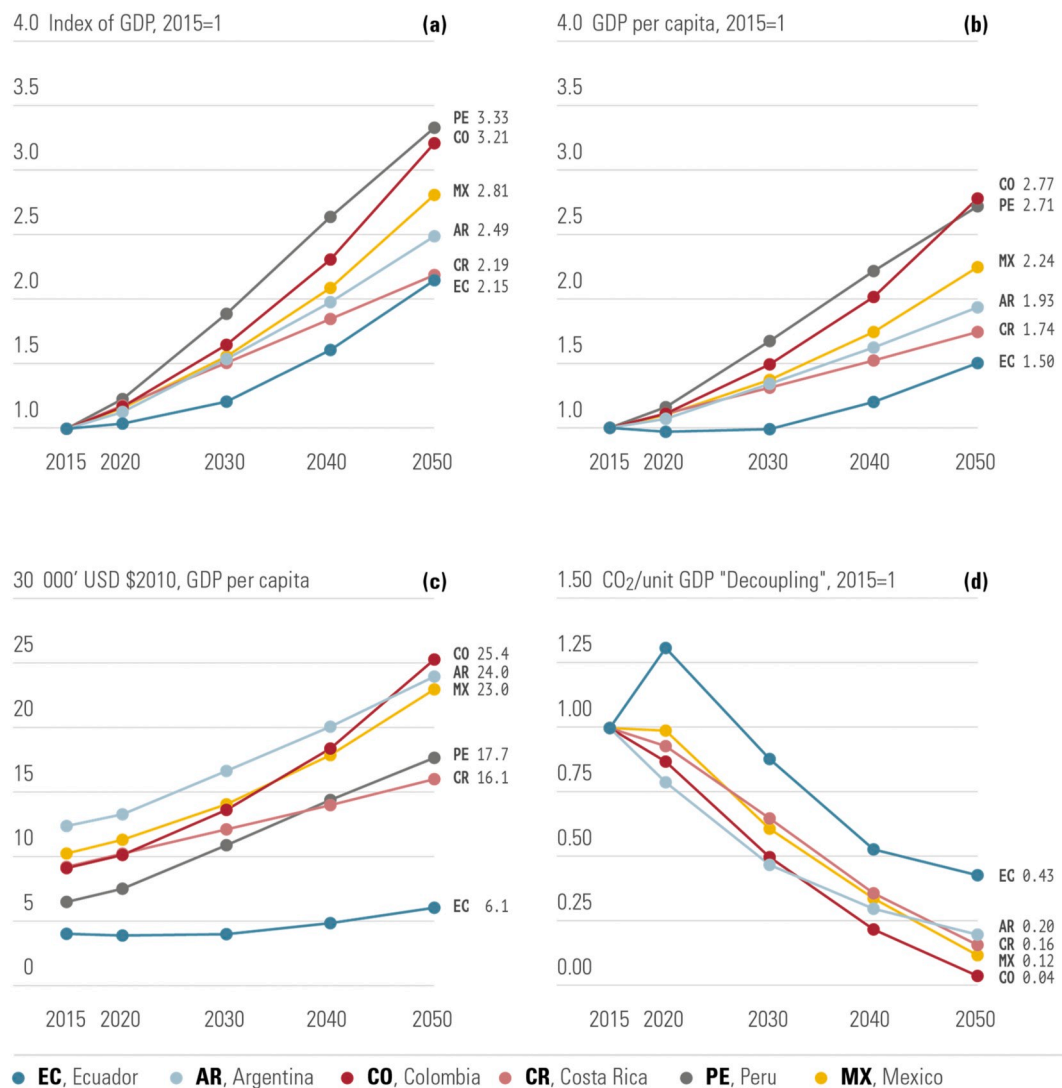 4.0 Index of GDP, 2015=1 (a)
3.5
3.0
2.5
2.0
1.5
1.0
PE 3.33
CO 3.21
MX 2.81
AR 2.49
CR 2.19
EC 2.15
2015 2020 2030 2040 2050
4.0 GDP per capita, 2015=1 (b)
3.5
3.0
2.5
2.0
1.5
1.0
CO 2.77
PE 2.71
MX 2.24
AR 1.93
CR 1.74
EC 1.50
2015 2020 2030 2040 2050
30 000’ USD $2010, GDP per capita (c)
25
20
15
10
5
0
CO 25.4
AR 24.0
MX 23.0
PE 17.7
CR 16.1
EC 6.1
2015 2020 2030 2040 2050
1.50 CO₂/unit GDP "Decoupling", 2015=1 (d)
1.25
1.00
0.75
0.50
0.25
0.00
EC 0.43
AR 0.20
CR 0.16
MX 0.12
CO 0.04
2015 2020 2030 2040 2050
EC, Ecuador AR, Argentina CO, Colombia CR, Costa Rica PE, Peru MX, Mexico